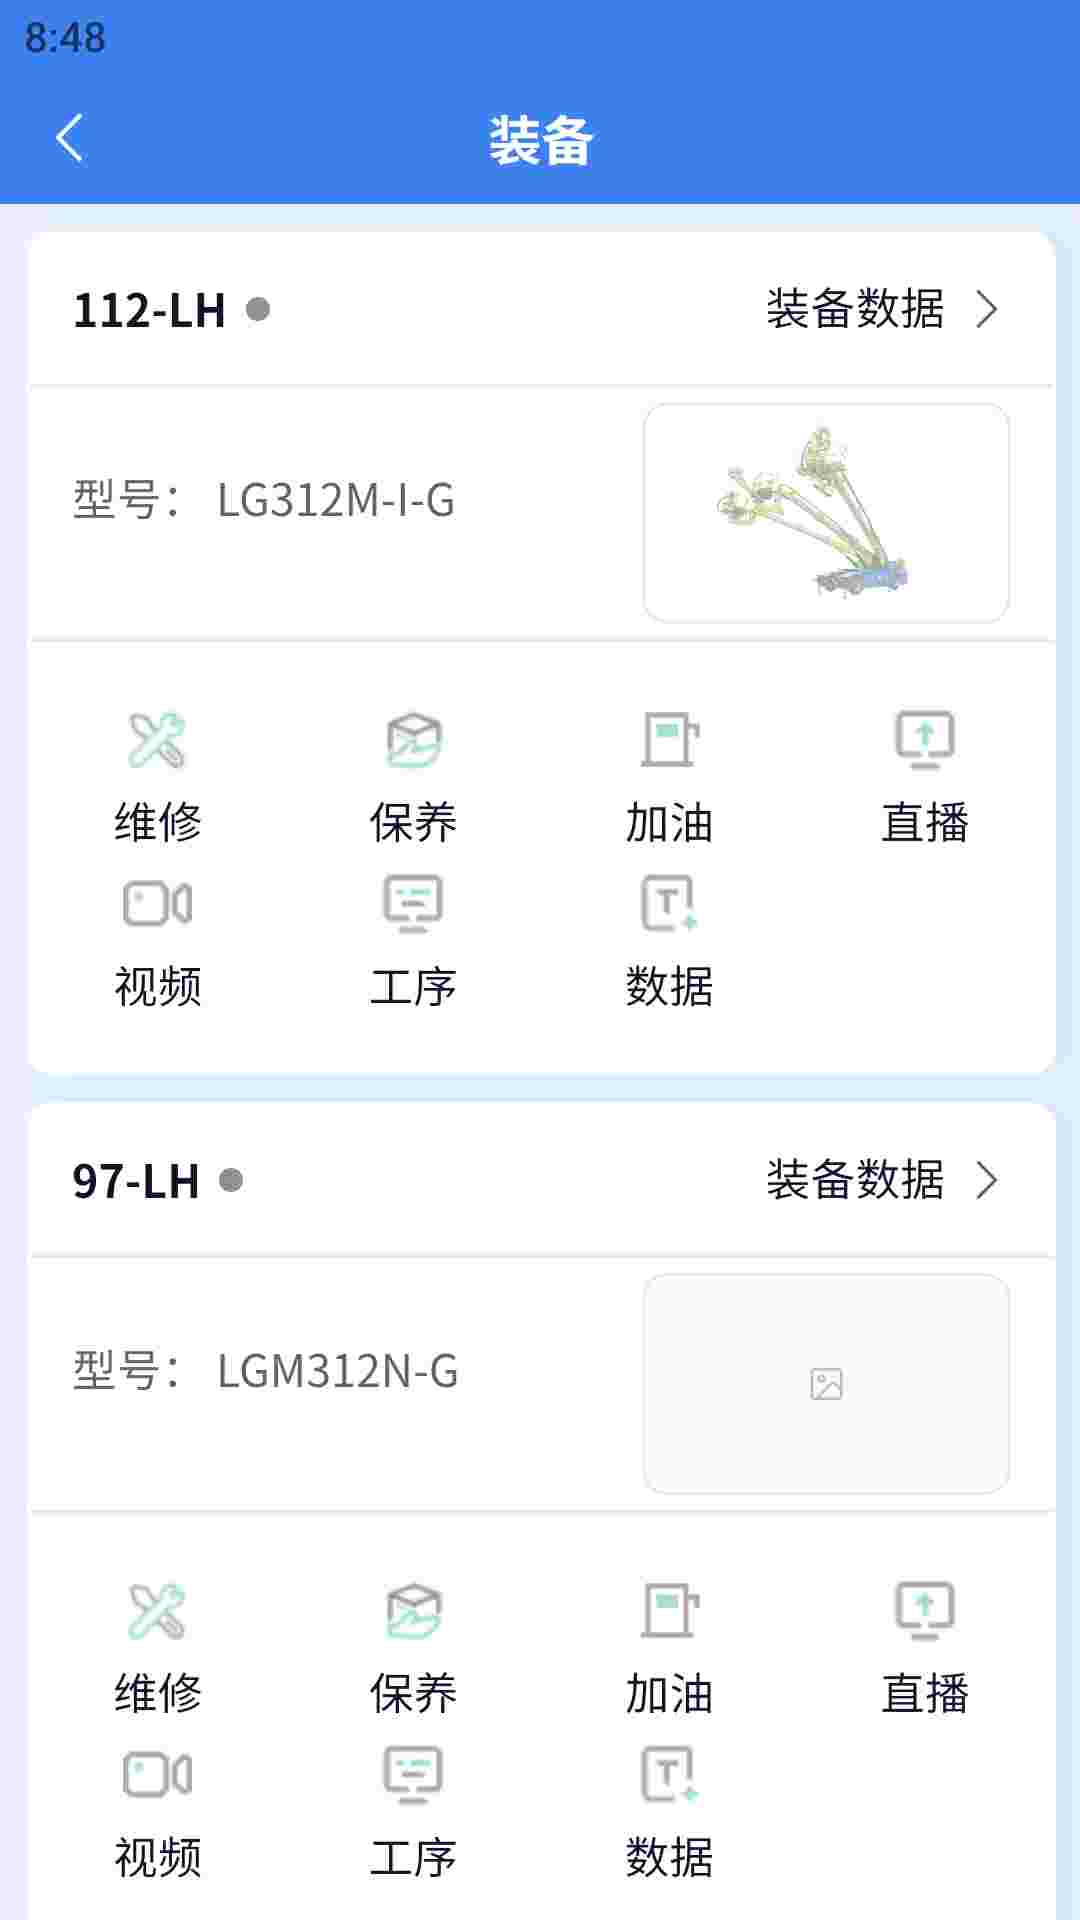 8:48
装备
112-LH
装备数据
型号： LG312M-I-G
维修 保养 加油 直播
视频 工序 数据
97-LH
装备数据
型号： LGM312N-G
维修 保养 加油 直播
视频 工序 数据